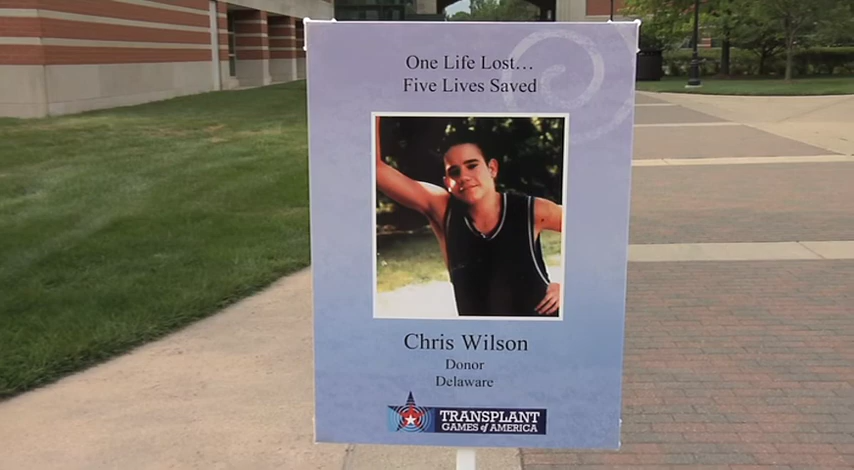 One Life Lost...
Five Lives Saved
Chris Wilson
Donor
Delaware
TRANSPLANT
GAMES of AMERICA